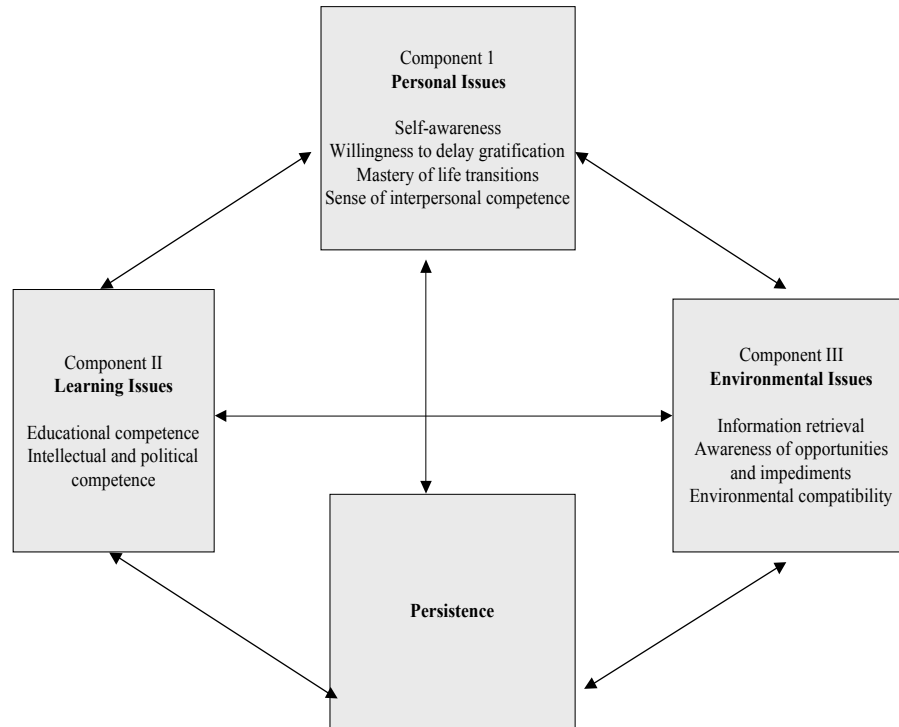 Component 1
Personal Issues
Self-awareness
Willingness to delay gratification
Mastery of life transitions
Sense of interpersonal competence
Component II
Learning Issues
Educational competence
Intellectual and political
competence
Component III
Environmental Issues
Information retrieval
Awareness of opportunities
and impediments
Environmental compatibility
Persistence